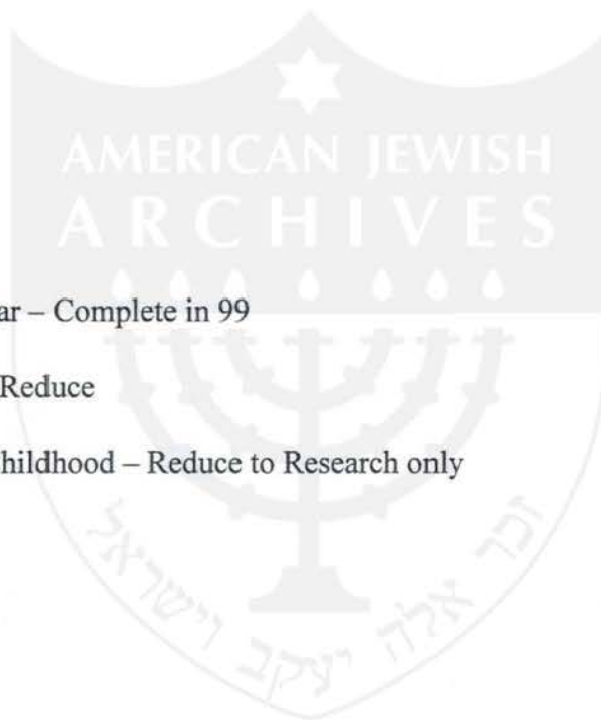 AMERICAN JEWISH
ARCHIVES
ar – Complete in 99
Reduce
hildhood – Reduce to Research only
זכר אלה יעקב וישראל